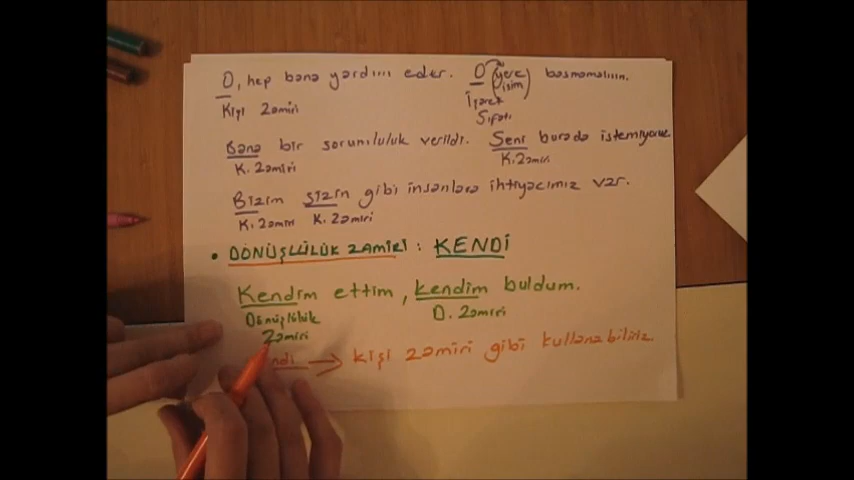 O, hep bana yardım eder. O yere basmamalısın.
Kişi Zamiri isim
İşaret
Sıfatı
Bana bir sorumluluk verildi. Seni burada istemiyorum
K. Zamiri K. Zamiri
Bizim sizin gibi insanlara ihtiyacımız var.
K. Zamiri K. Zamiri
• DÖNÜŞLÜLÜK ZAMİRİ : KENDİ
Kendim ettim, kendim buldum.
Dönüşlülük D. Zamiri
Zamiri
→ kişi zamiri gibi kullanabiliriz.